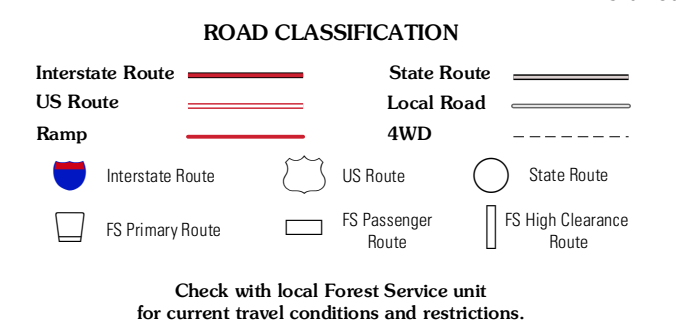 ROAD CLASSIFICATION
Interstate Route
State Route
US Route
Local Road
Ramp
4WD
Interstate Route
US Route
State Route
FS Primary Route
FS Passenger
Route
FS High Clearance
Route
Check with local Forest Service unit
for current travel conditions and restrictions.